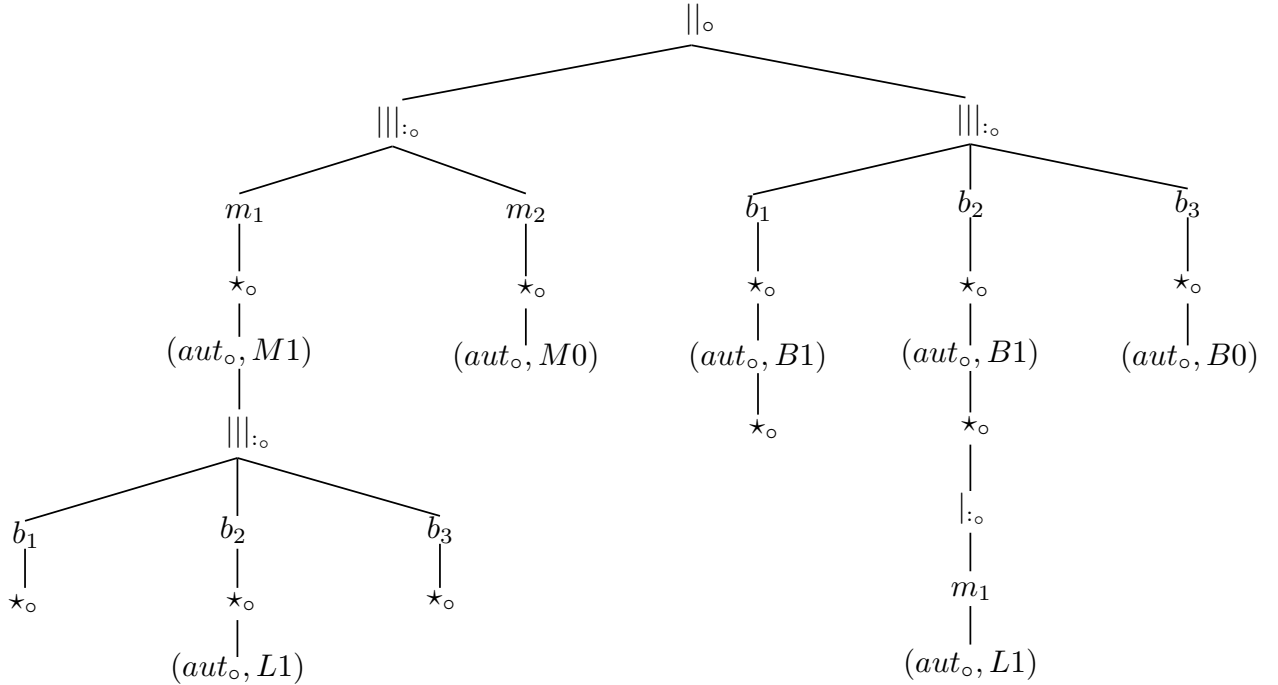 ||∘
|||:∘ |||:∘
m1 m2 b1 b2 b3
⋆∘ ⋆∘ ⋆∘ ⋆∘ ⋆∘
(aut∘, M1) (aut∘, M0) (aut∘, B1) (aut∘, B1) (aut∘, B0)
|||:∘ ⋆∘ ⋆∘
|:∘
b1 b2 b3
m1
⋆∘ ⋆∘ ⋆∘
(aut∘, L1) (aut∘, L1)